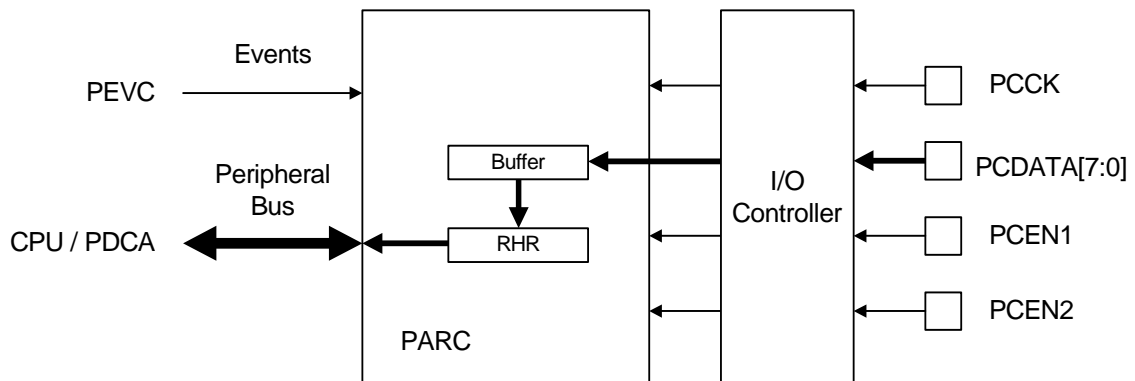 Events
PEVC
PCCK
Buffer
PCDATA[7:0]
Peripheral
Bus
I/O
Controller
CPU / PDCA
RHR
PCEN1
PCEN2
PARC